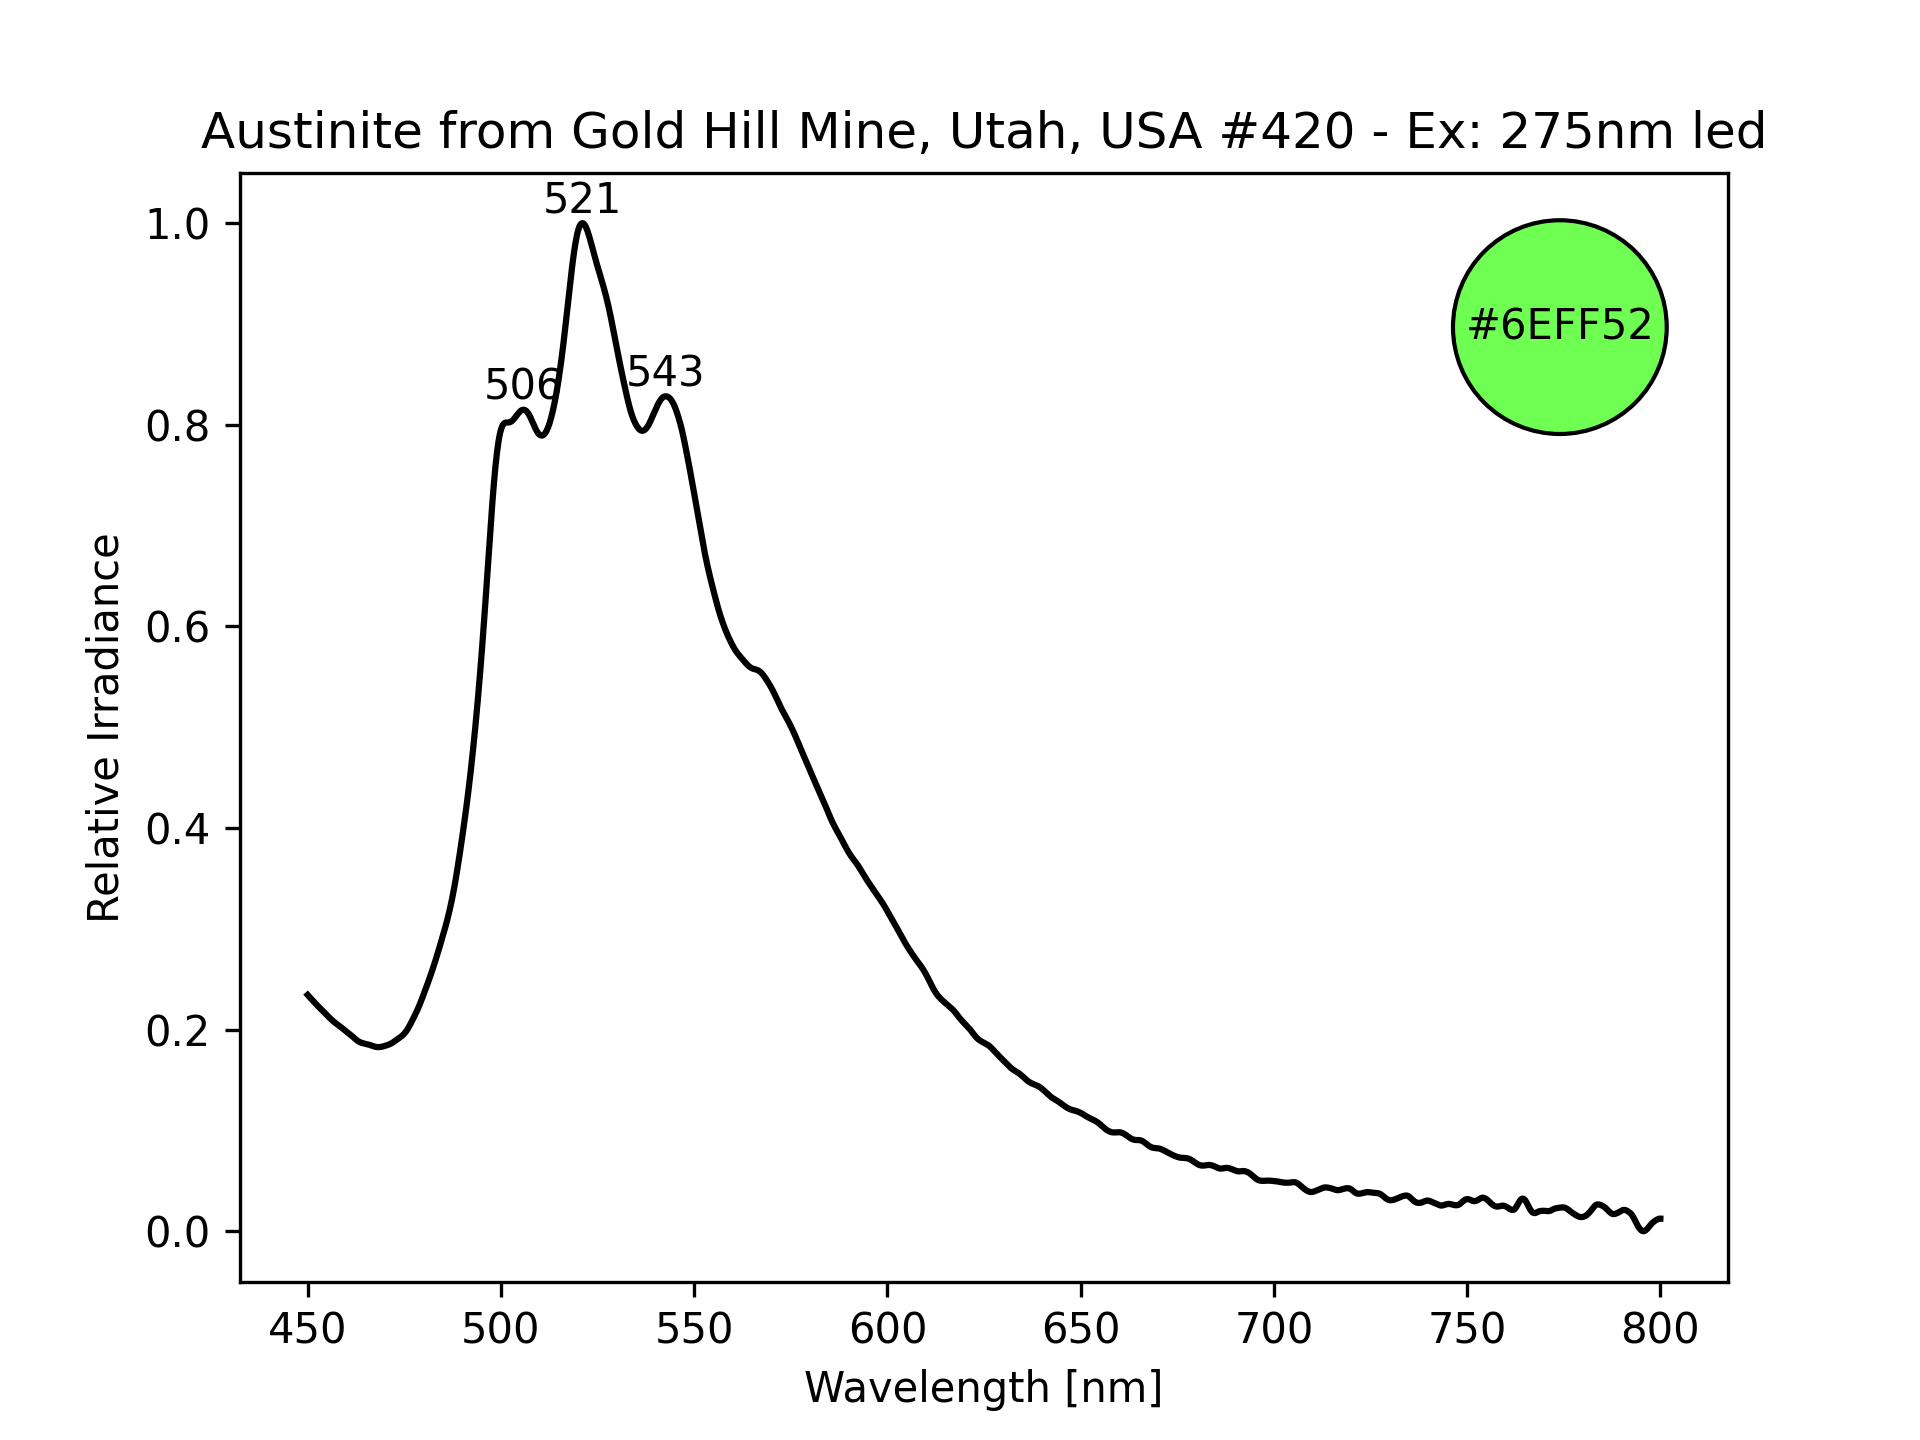 Austinite from Gold Hill Mine, Utah, USA #420 - Ex: 275nm led
521
506
543
#6EFF52
1.0
0.8
0.6
0.4
0.2
0.0
Relative Irradiance
450 500 550 600 650 700 750 800
Wavelength [nm]